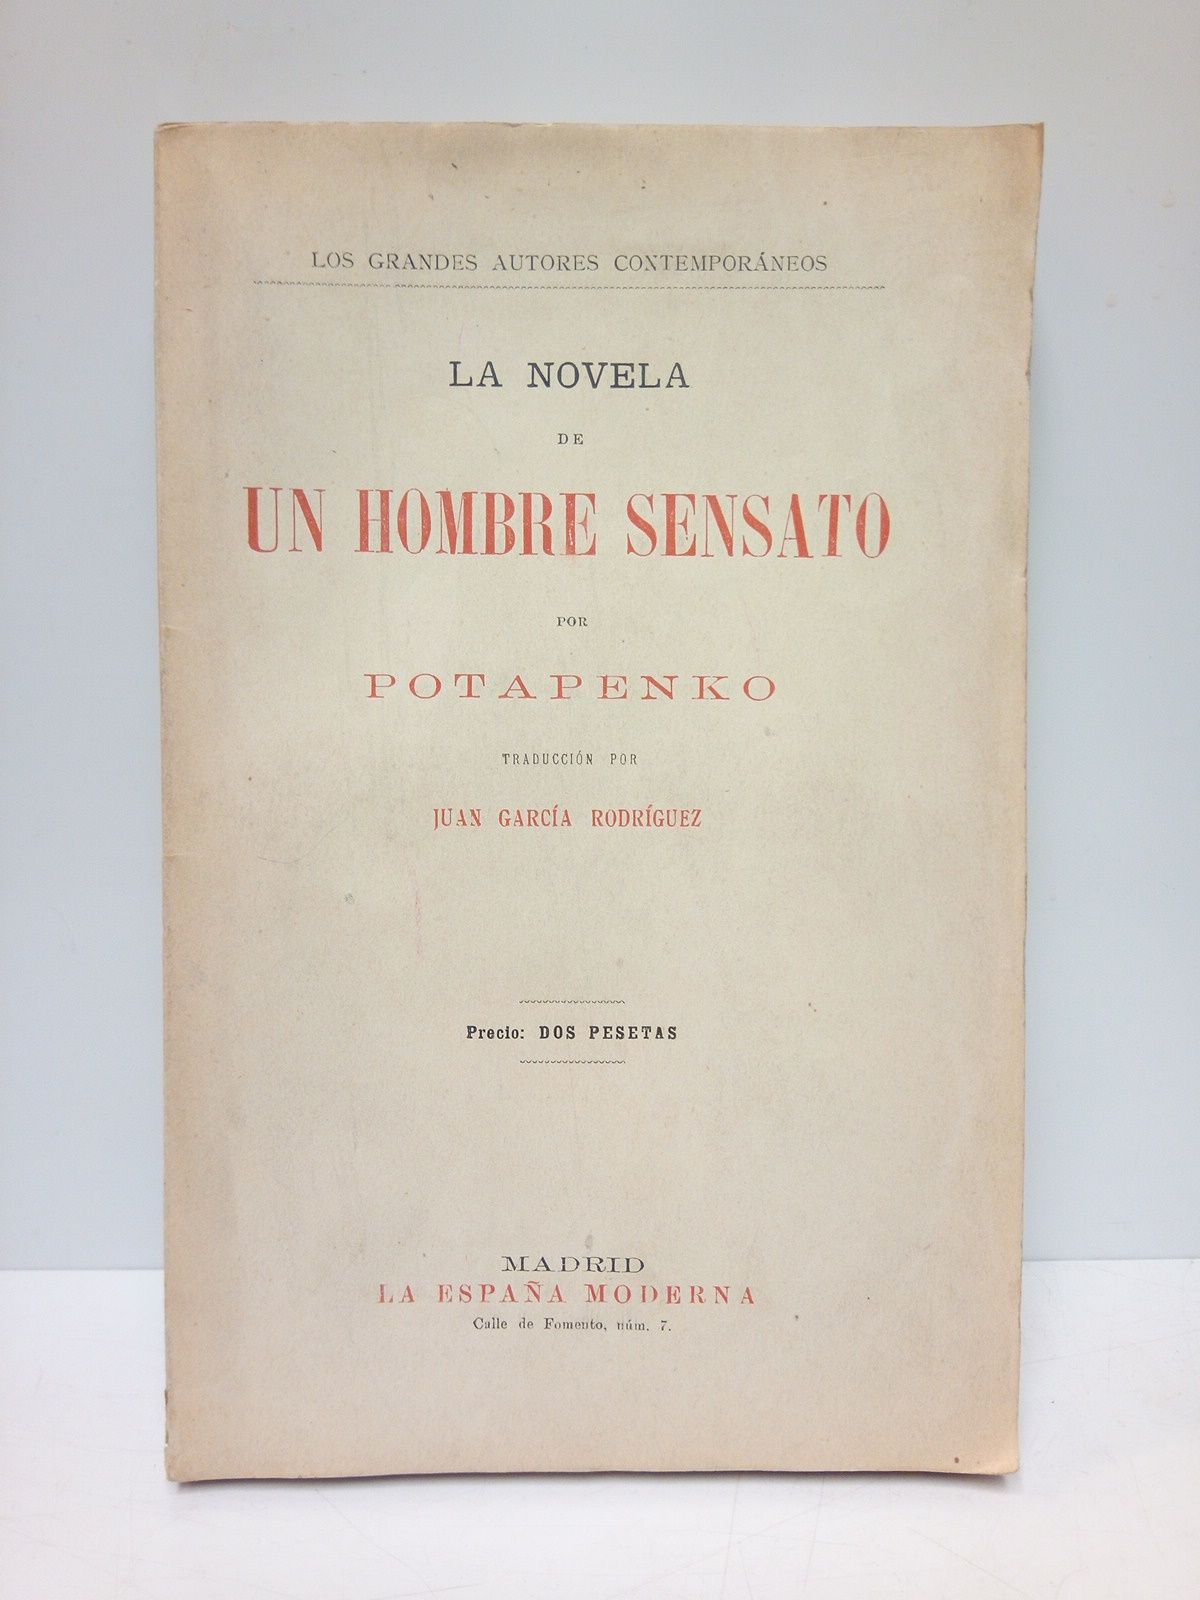 LOS GRANDES AUTORES CONTEMPORÁNEOS
LA NOVELA
DE
UN HOMBRE SENSATO
POR
POTAPENKO
TRADUCCIÓN POR
JUAN GARCÍA RODRÍGUEZ
Precio: DOS PESETAS
MADRID
LA ESPAÑA MODERNA
Calle de Fomento, núm. 7.